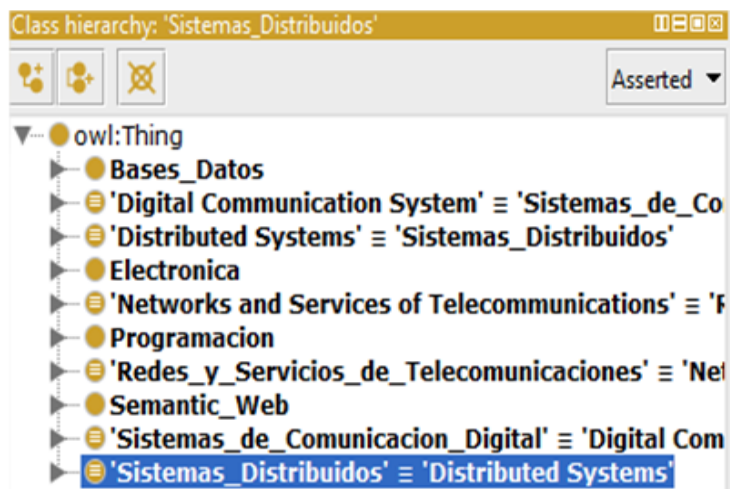 Class hierarchy: 'Sistemas_Distribuidos'
Asserted
owl:Thing
Bases_Datos
'Digital Communication System' ≡ 'Sistemas_de_Co
'Distributed Systems' ≡ 'Sistemas_Distribuidos'
Electronica
'Networks and Services of Telecommunications' ≡ 'R
Programacion
'Redes_y_Servicios_de_Telecomunicaciones' ≡ 'Net
Semantic_Web
'Sistemas_de_Comunicacion_Digital' ≡ 'Digital Com
'Sistemas_Distribuidos' ≡ 'Distributed Systems'